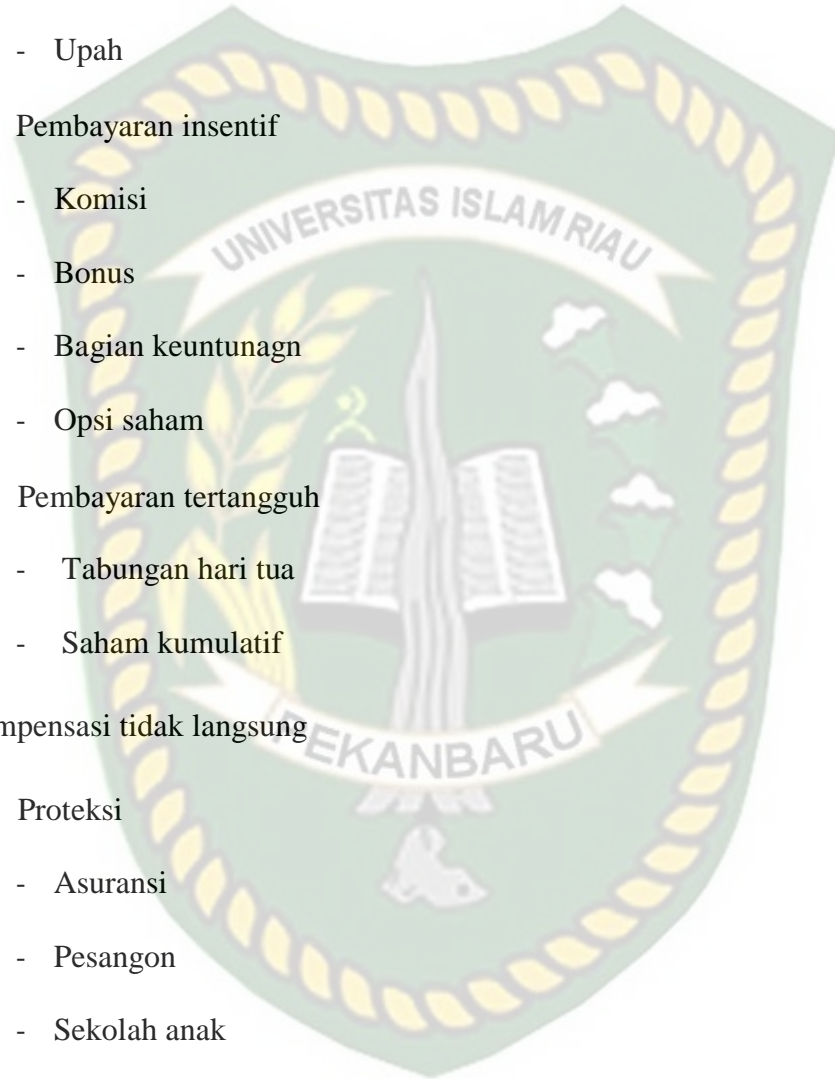 - Upah
Pembayaran insentif
- Komisi
UNIVERSITAS ISLAM RIAU
- Bonus
- Bagian keuntunagn
- Opsi saham
Pembayaran tertangguh
- Tabungan hari tua
- Saham kumulatif
mpensasi tidak langsung
PEKANBARU
Proteksi
- Asuransi
- Pesangon
- Sekolah anak